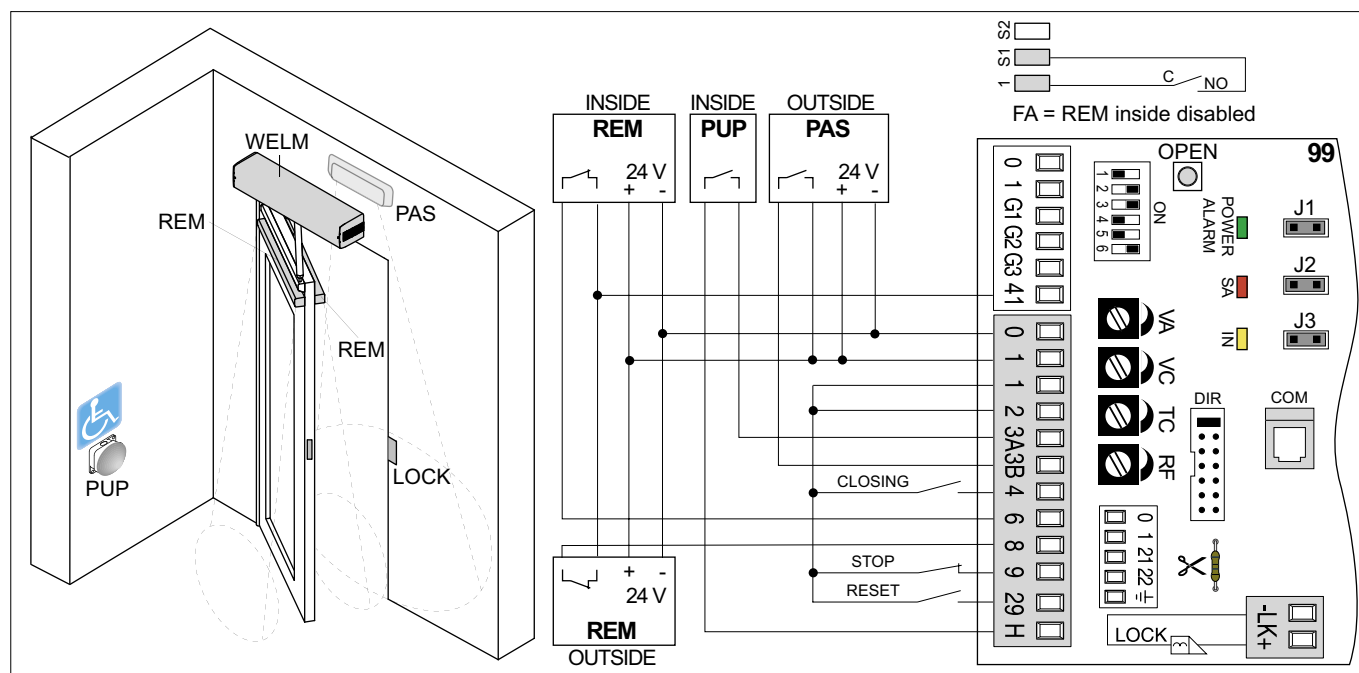 WELM
PAS
REM
REM
PUP
LOCK
INSIDE
REM
24 V
+ -
INSIDE
PUP
OUTSIDE
PAS
24 V
+ -
S2
S1
1
C
NO
FA = REM inside disabled
0
1
G1
G2
G3
41
0
1
1
2
3A
3B
4
6
8
9
29
H
CLOSING
STOP
RESET
+ -
24 V
REM
OUTSIDE
OPEN
99
1
2
3
4
5
6
ON
POWER
ALARM
SA
IN
J1
J2
J3
VA
VC
TC
RF
DIR
COM
0
1
21
22
LOCK
-LK+